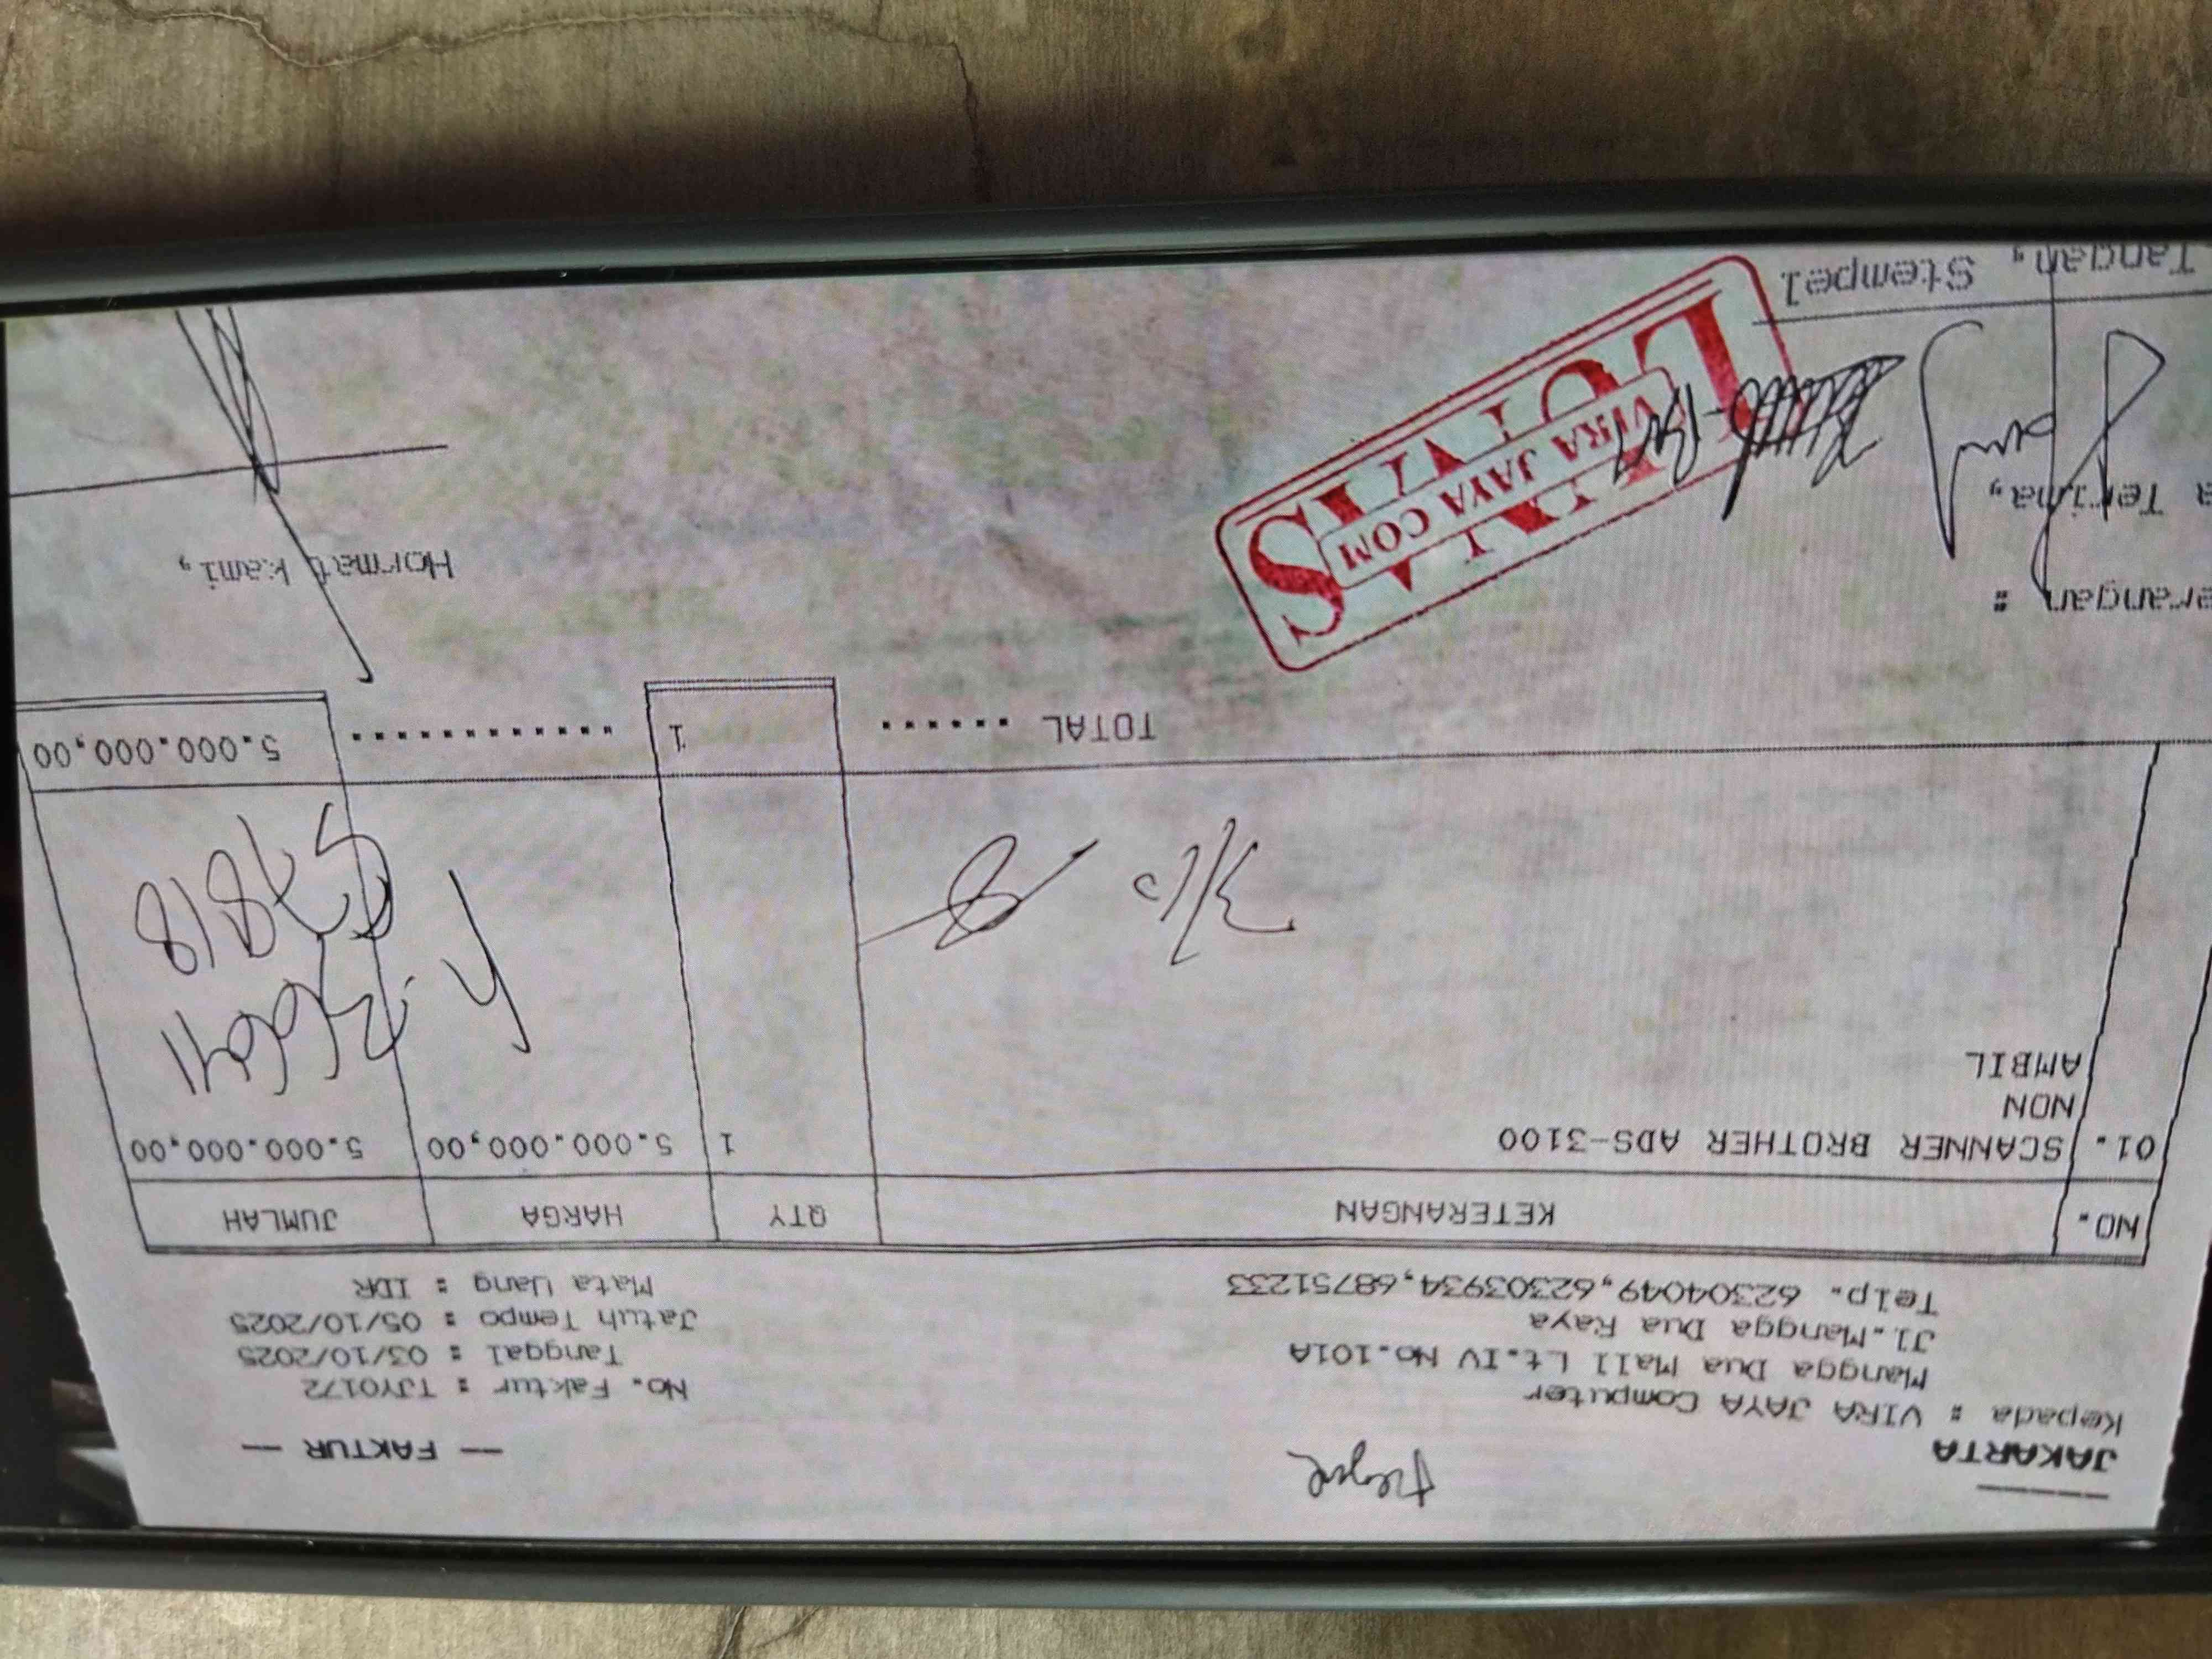 JAKARTA
— FAKTUR —
Kepada : VIRA JAYA Computer
Mangga Dua Mall Lt.IV No.101A
Jl.Mangga Dua Raya
Telp. 62304049,62303934,68751233
No. Faktur : TJY0172
Tanggal : 03/10/2025
Jatuh Tempo : 05/10/2025
Mata Uang : IDR
NO. KETERANGAN QTY HARGA JUMLAH
01. SCANNER BROTHER ADS-3100 1 5.000.000,00 5.000.000,00
NON
AMBIL
TOTAL ...... 1 ............ 5.000.000,00
erangan :
a Terima,
Hormat kami,
VIRA JAYA COM
Tangan, Stempel